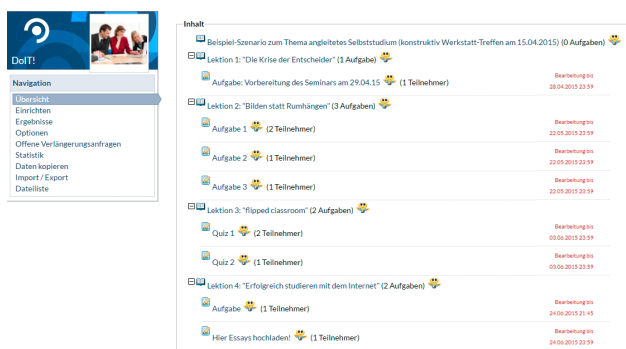 DoIT!
Navigation
Übersicht
Einrichten
Ergebnisse
Optionen
Offene Verlängerungsanfragen
Statistik
Daten kopieren
Import / Export
Dateiliste
Inhalt
Beispiel-Szenario zum Thema angleitetes Selbststudium (konstruktiv Werkstatt-Treffen am 15.04.2015) (0 Aufgaben)
Lektion 1: "Die Krise der Entscheider" (1 Aufgabe)
Aufgabe: Vorbereitung des Seminars am 29.04.15 (1 Teilnehmer)
Bearbeitung bis
28.04.2015 23:59
Lektion 2: "Bilden statt Rumhängen" (3 Aufgaben)
Aufgabe 1 (2 Teilnehmer)
Bearbeitung bis
22.05.2015 23:59
Aufgabe 2 (1 Teilnehmer)
Bearbeitung bis
22.05.2015 23:59
Aufgabe 3 (1 Teilnehmer)
Bearbeitung bis
22.05.2015 23:59
Lektion 3: "flipped classroom" (2 Aufgaben)
Quiz 1 (2 Teilnehmer)
Bearbeitung bis
03.06.2015 23:59
Quiz 2 (1 Teilnehmer)
Bearbeitung bis
03.06.2015 23:59
Lektion 4: "Erfolgreich studieren mit dem Internet" (2 Aufgaben)
Aufgabe (1 Teilnehmer)
Bearbeitung bis
24.06.2015 21:45
Hier Essays hochladen! (1 Teilnehmer)
Bearbeitung bis
24.06.2015 23:59